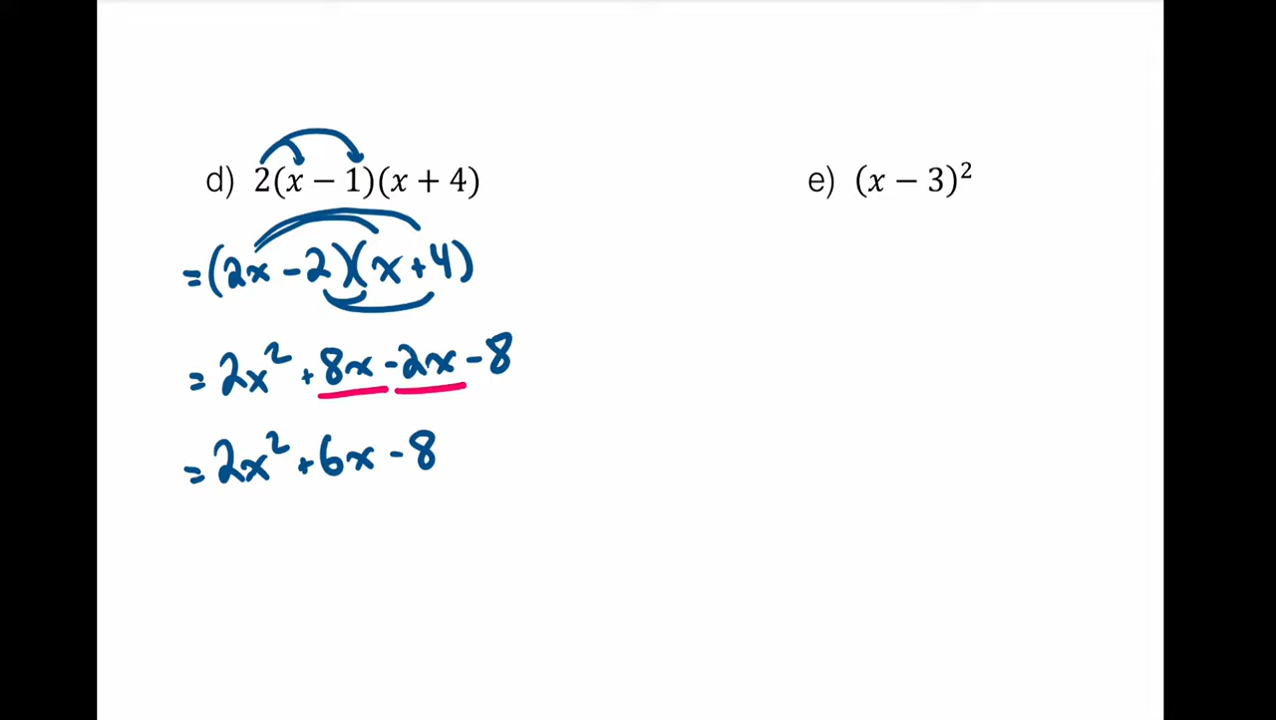 d) 2(x − 1)(x + 4)
= (2x - 2)(x + 4)
= 2x² + 8x - 2x - 8
= 2x² + 6x - 8
e) (x − 3)²